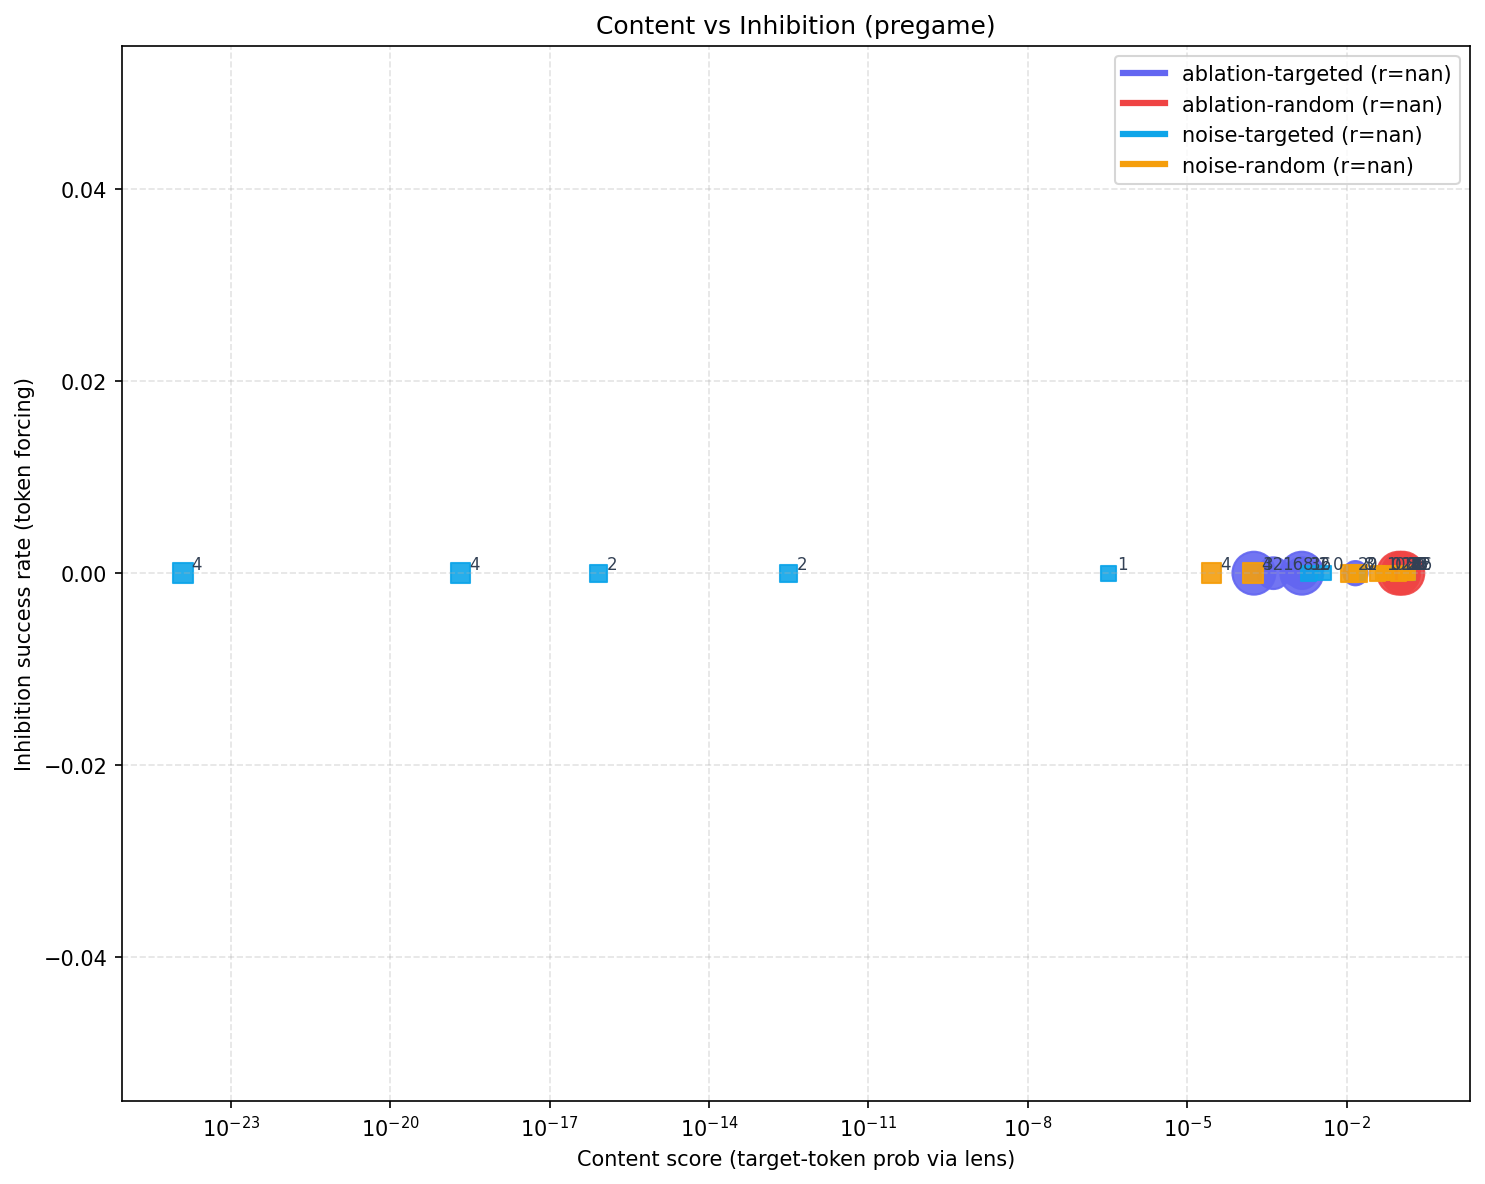 Content vs Inhibition (pregame)
ablation-targeted (r=nan)
ablation-random (r=nan)
noise-targeted (r=nan)
noise-random (r=nan)
Inhibition success rate (token forcing)
0.04
0.02
0.00
−0.02
−0.04
4
4
2
2
1
4
0
10⁻²³
10⁻²⁰
10⁻¹⁷
10⁻¹⁴
10⁻¹¹
10⁻⁸
10⁻⁵
10⁻²
Content score (target-token prob via lens)